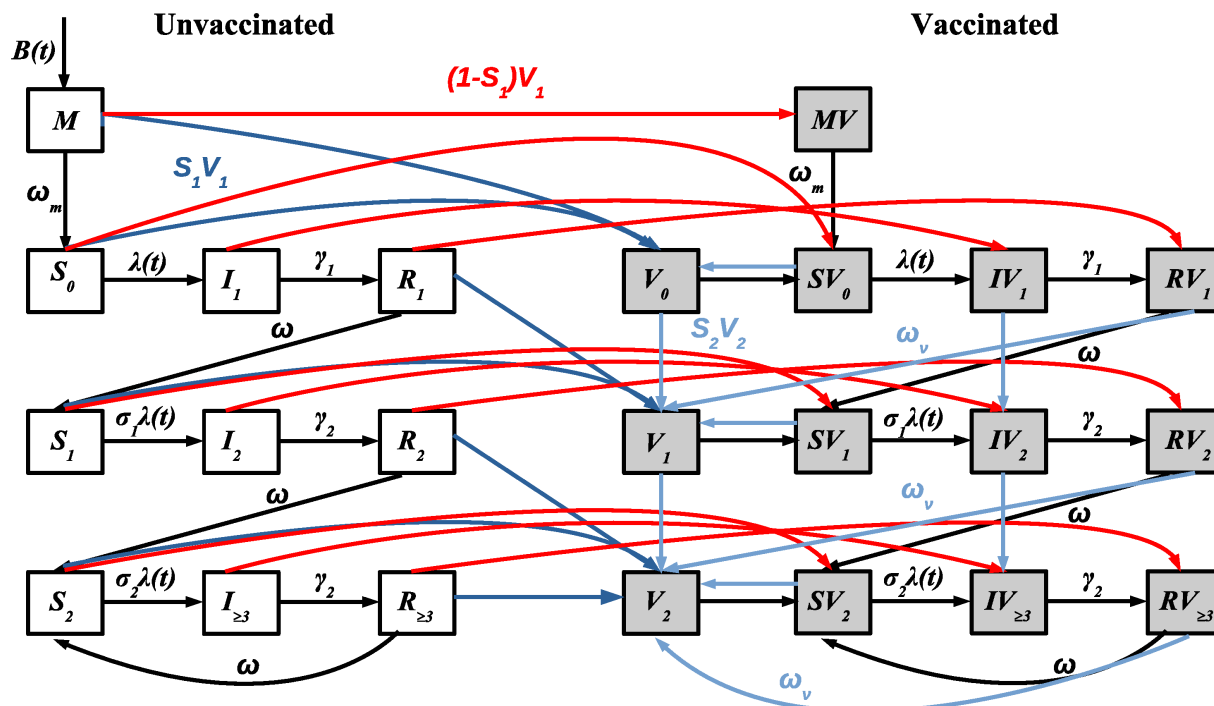 Unvaccinated Vaccinated
B(t)
(1-S₁)V₁
M MV
S₁V₁
ωₘ ωₘ
S₀ λ(t) I₁ γ₁ R₁ V₀ SV₀ λ(t) IV₁ γ₁ RV₁
ω S₂V₂ ωᵥ ω
S₁ σ₁λ(t) I₂ γ₂ R₂ V₁ SV₁ σ₁λ(t) IV₂ γ₂ RV₂
ω ωᵥ ω
S₂ σ₂λ(t) I≥₃ γ₂ R≥₃ V₂ SV₂ σ₂λ(t) IV≥₃ γ₂ RV≥₃
ω ωᵥ ω